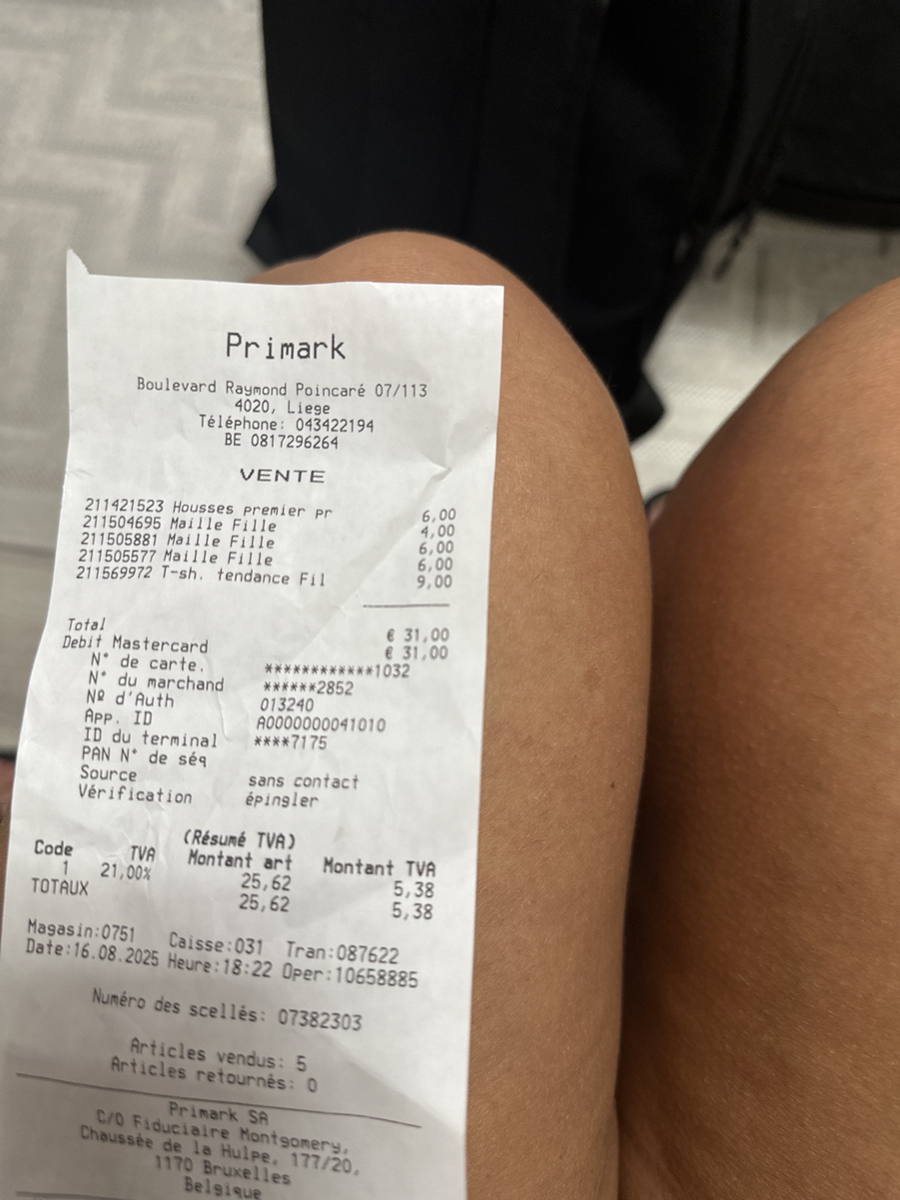 Primark
Boulevard Raymond Poincaré 07/113
4020, Liege
Téléphone: 043422194
BE 0817296264
VENTE
211421523 Housses premier pr 6,00
211504695 Maille Fille 4,00
211505881 Maille Fille 6,00
211505577 Maille Fille 6,00
211569972 T-sh. tendance Fil 9,00
Total € 31,00
Debit Mastercard € 31,00
N° de carte. ************1032
N° du marchand ******2852
Nº d'Auth 013240
App. ID A0000000041010
ID du terminal ****7175
PAN N° de séq
Source sans contact
Vérification épingler
(Résumé TVA)
Code TVA Montant art Montant TVA
1 21,00% 25,62 5,38
TOTAUX 25,62 5,38
Magasin:0751 Caisse:031 Tran:087622
Date:16.08.2025 Heure:18:22 Oper:10658885
Numéro des scellés: 07382303
Articles vendus: 5
Articles retournés: 0
Primark SA
C/O Fiduciaire Montgomery,
Chaussée de la Hulpe, 177/20,
1170 Bruxelles
Belgique